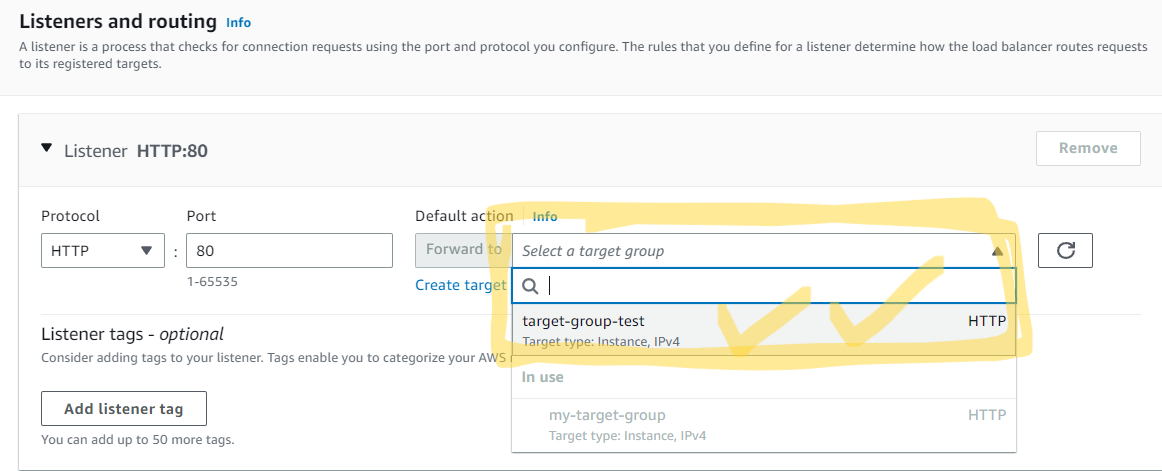 Listeners and routing Info
A listener is a process that checks for connection requests using the port and protocol you configure. The rules that you define for a listener determine how the load balancer routes requests
to its registered targets.
Listener HTTP:80
Remove
Protocol Port Default action Info
HTTP : 80 Forward to Select a target group
1-65535 Create target
target-group-test HTTP
Target type: Instance, IPv4
Listener tags - optional
Consider adding tags to your listener. Tags enable you to categorize your AWS
In use
Add listener tag
my-target-group HTTP
Target type: Instance, IPv4
You can add up to 50 more tags.